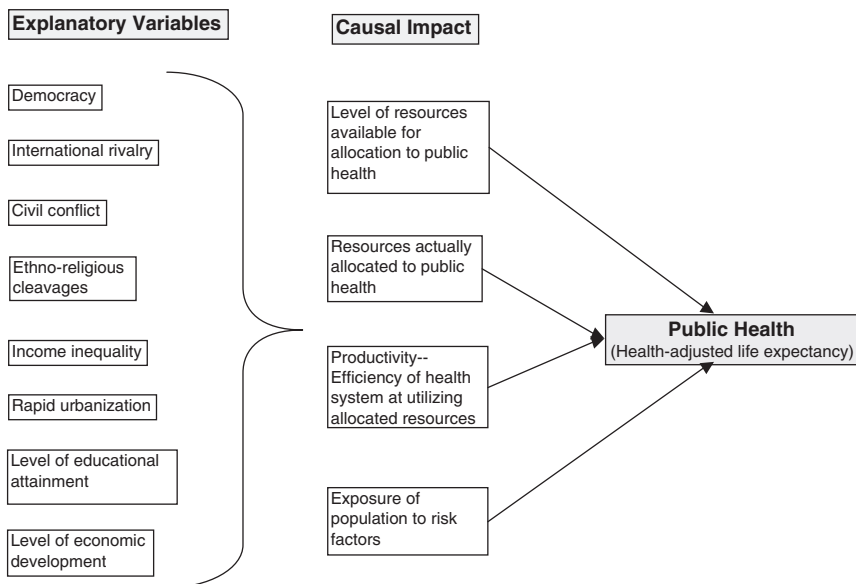 Explanatory Variables
Democracy
International rivalry
Civil conflict
Ethno-religious
cleavages
Income inequality
Rapid urbanization
Level of educational
attainment
Level of economic
development
Causal Impact
Level of resources
available for
allocation to public
health
Resources actually
allocated to public
health
Productivity--
Efficiency of health
system at utilizing
allocated resources
Exposure of
population to risk
factors
Public Health
(Health-adjusted life expectancy)